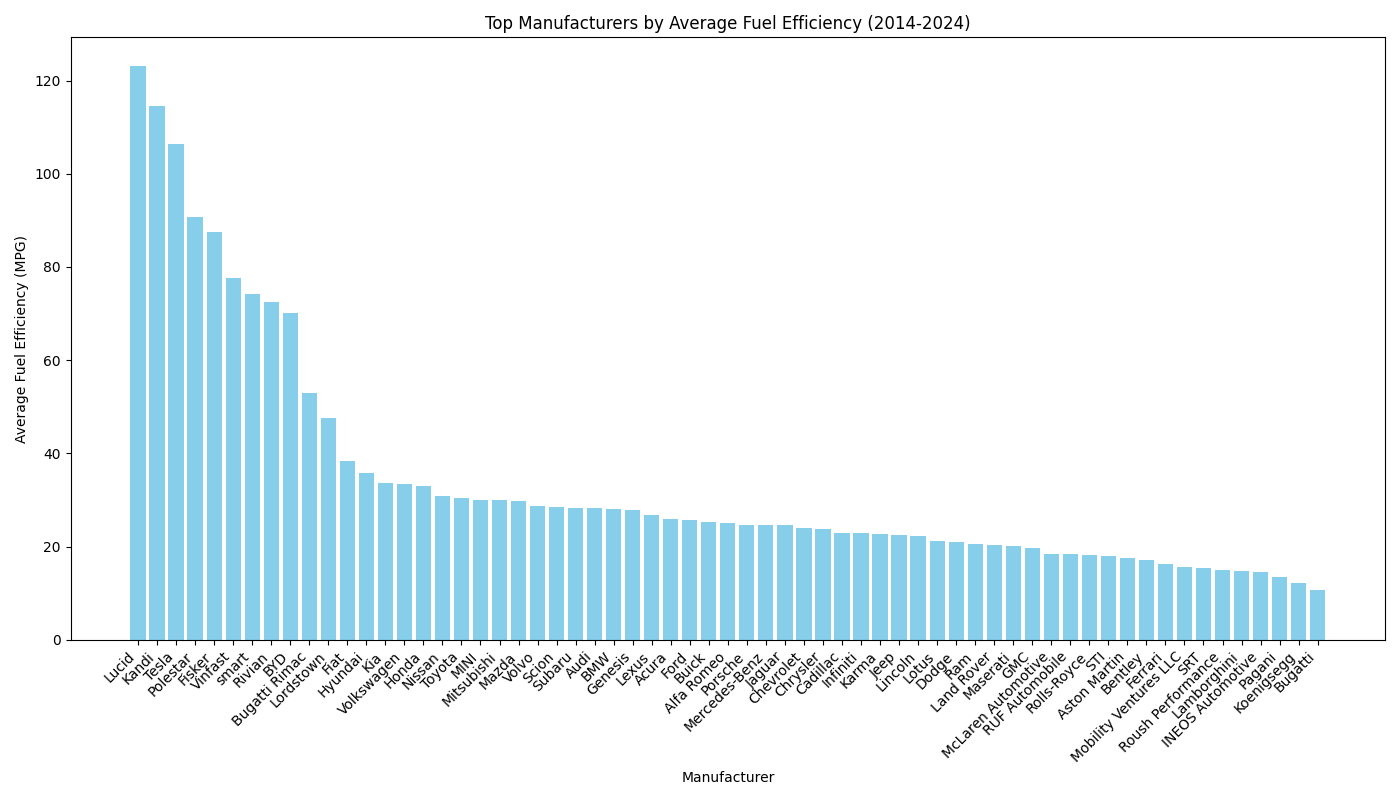 Top Manufacturers by Average Fuel Efficiency (2014-2024)
Average Fuel Efficiency (MPG)
120
100
80
60
40
20
0
Lucid
Kandi
Tesla
Polestar
Fisker
Vinfast
smart
Rivian
BYD
Bugatti Rimac
Lordstown
Fiat
Hyundai
Kia
Volkswagen
Honda
Nissan
Toyota
MINI
Mitsubishi
Mazda
Volvo
Scion
Subaru
Audi
BMW
Genesis
Lexus
Acura
Ford
Buick
Alfa Romeo
Porsche
Mercedes-Benz
Jaguar
Chevrolet
Chrysler
Cadillac
Infiniti
Karma
Jeep
Lincoln
Lotus
Dodge
Ram
Land Rover
Maserati
GMC
McLaren Automotive
RUF Automobile
Rolls-Royce
STI
Aston Martin
Bentley
Ferrari
Mobility Ventures LLC
SRT
Roush Performance
Lamborghini
INEOS Automotive
Pagani
Koenigsegg
Bugatti
Manufacturer